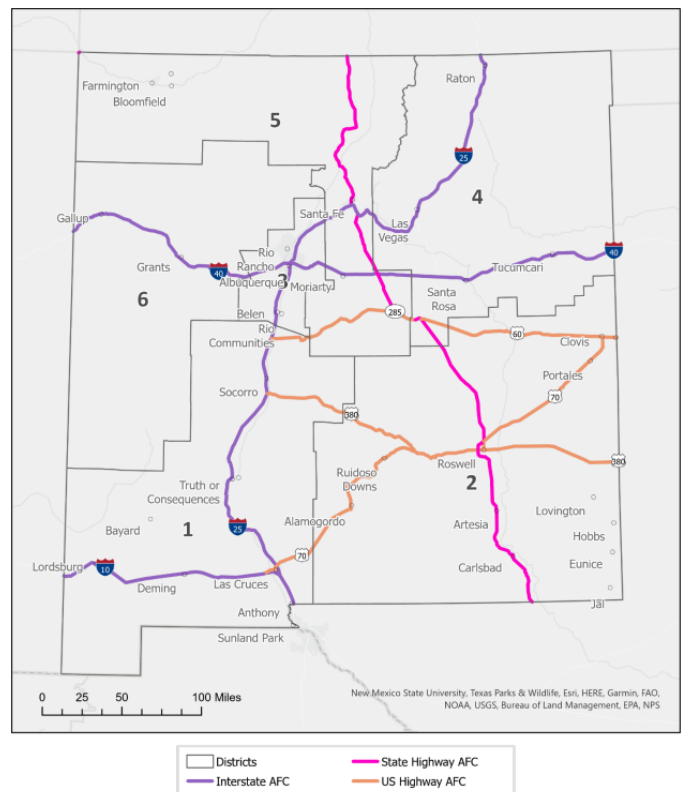 Raton
Farmington
Bloomfield
5
25
4
Santa Fe
Gallup
Las
Vegas
Rio
Rancho
40
Grants
Tucumcari
40
3
Albuquerque
Moriarty
6
Santa
Rosa
Belen
285
Rio
Communities
60
Clovis
Portales
Socorro
70
380
Roswell
380
Ruidoso
Downs
2
Truth or
Consequences
Lovington
Alamogordo
Artesia
Bayard
1
25
Hobbs
70
Carlsbad
Eunice
Lordsburg
10
Deming
Las Cruces
Jal
Anthony
Sunland Park
0 25 50 100 Miles
New Mexico State University, Texas Parks & Wildlife, Esri, HERE, Garmin, FAO,
NOAA, USGS, Bureau of Land Management, EPA, NPS
Districts
State Highway AFC
Interstate AFC
US Highway AFC